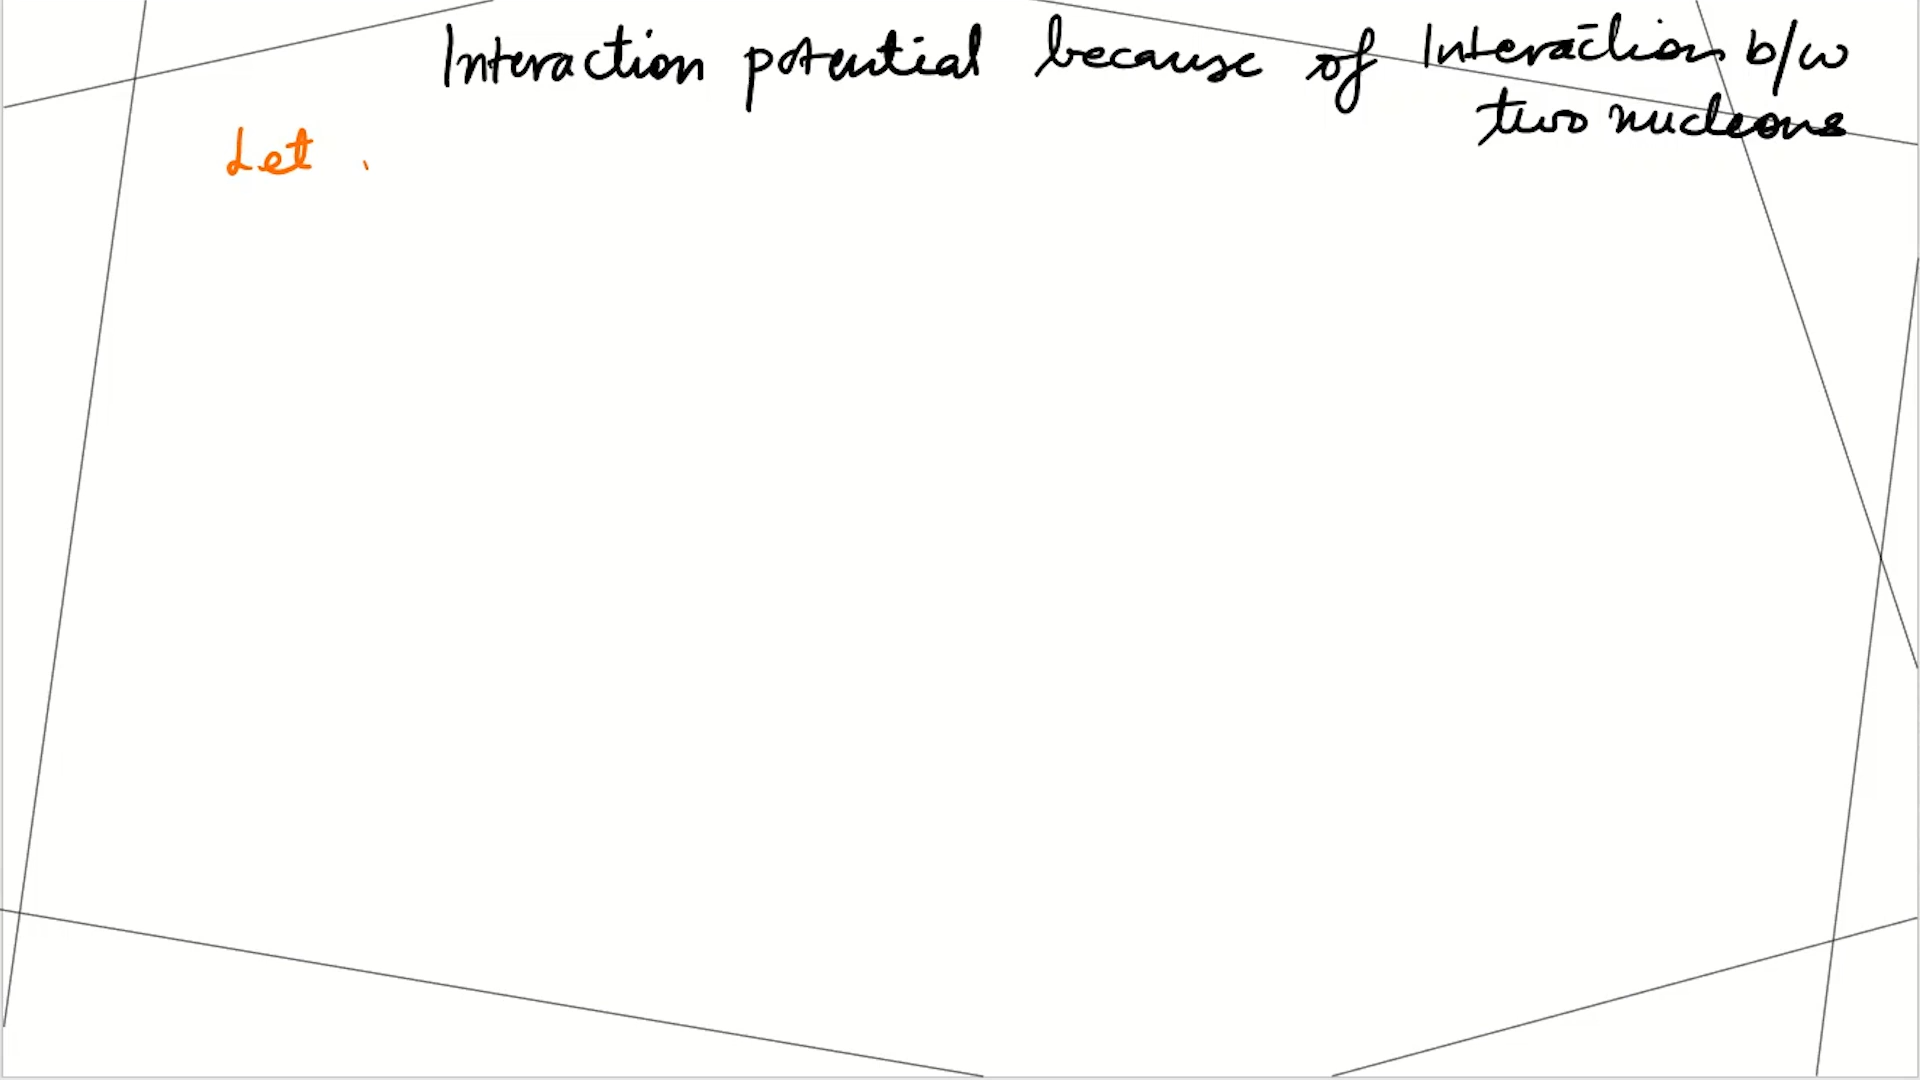 Interaction potential because of Interaction b/w
two nucleons
Let